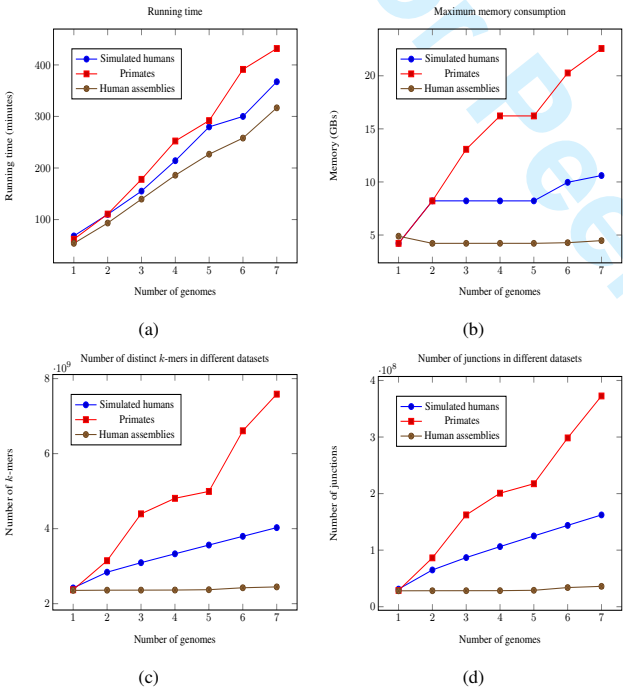 Running time
Running time (minutes)
400
300
200
100
Simulated humans
Primates
Human assemblies
1 2 3 4 5 6 7
Number of genomes
(a)
Maximum memory consumption
Memory (GBs)
20
15
10
5
Simulated humans
Primates
Human assemblies
1 2 3 4 5 6 7
Number of genomes
(b)
Number of distinct k-mers in different datasets
·10⁹
Number of k-mers
8
6
4
2
Simulated humans
Primates
Human assemblies
1 2 3 4 5 6 7
Number of genomes
(c)
Number of junctions in different datasets
·10⁸
Number of junctions
4
3
2
1
0
Simulated humans
Primates
Human assemblies
1 2 3 4 5 6 7
Number of genomes
(d)